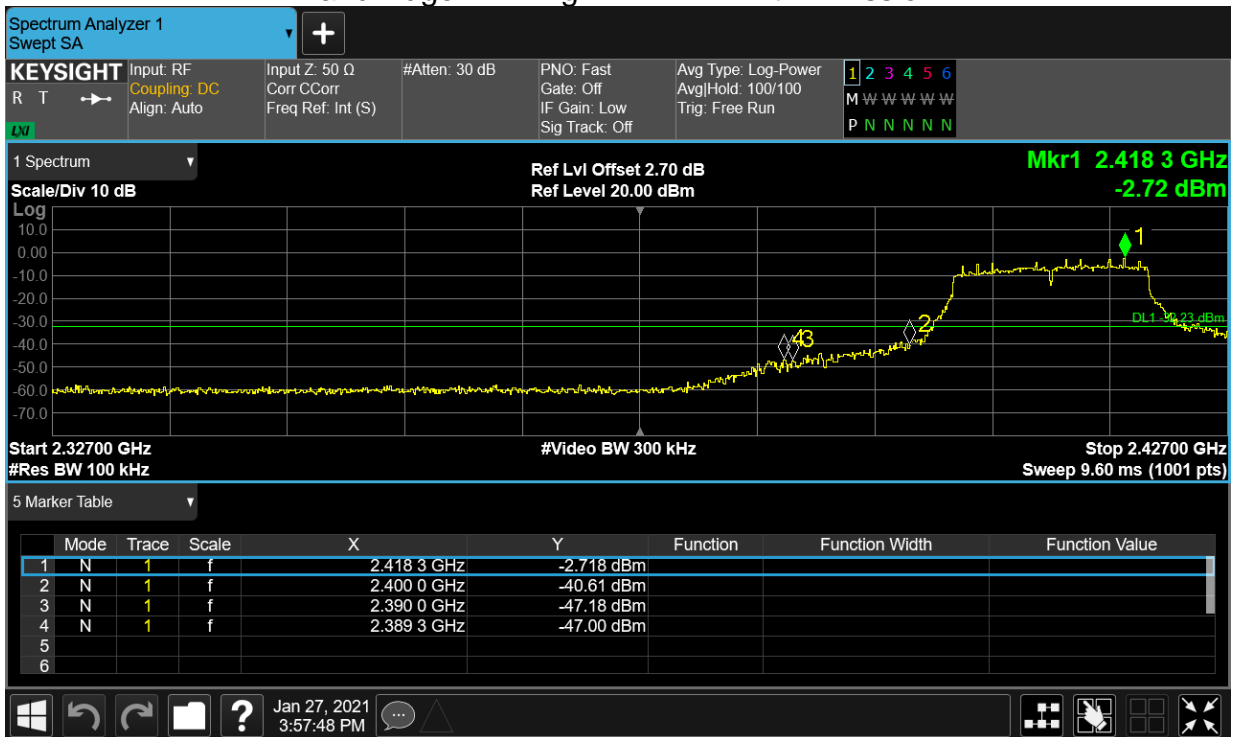 Spectrum Analyzer 1
Swept SA
+
KEYSIGHT
R T
LXI
Input: RF
Coupling: DC
Align: Auto
Input Z: 50 Ω
Corr CCorr
Freq Ref: Int (S)
#Atten: 30 dB
PNO: Fast
Gate: Off
IF Gain: Low
Sig Track: Off
Avg Type: Log-Power
Avg|Hold: 100/100
Trig: Free Run
1 2 3 4 5 6
M W W W W W
P N N N N N
1 Spectrum
Scale/Div 10 dB
Ref Lvl Offset 2.70 dB
Ref Level 20.00 dBm
Mkr1 2.418 3 GHz
-2.72 dBm
Log
10.0
0.00
-10.0
-20.0
-30.0
-40.0
-50.0
-60.0
-70.0
1
2
4
3
DL1 -32.23 dBm
Start 2.32700 GHz
#Res BW 100 kHz
#Video BW 300 kHz
Stop 2.42700 GHz
Sweep 9.60 ms (1001 pts)
5 Marker Table
Mode Trace Scale X Y Function Function Width Function Value
1 N 1 f 2.418 3 GHz -2.718 dBm
2 N 1 f 2.400 0 GHz -40.61 dBm
3 N 1 f 2.390 0 GHz -47.18 dBm
4 N 1 f 2.389 3 GHz -47.00 dBm
5
6
?
Jan 27, 2021
3:57:48 PM